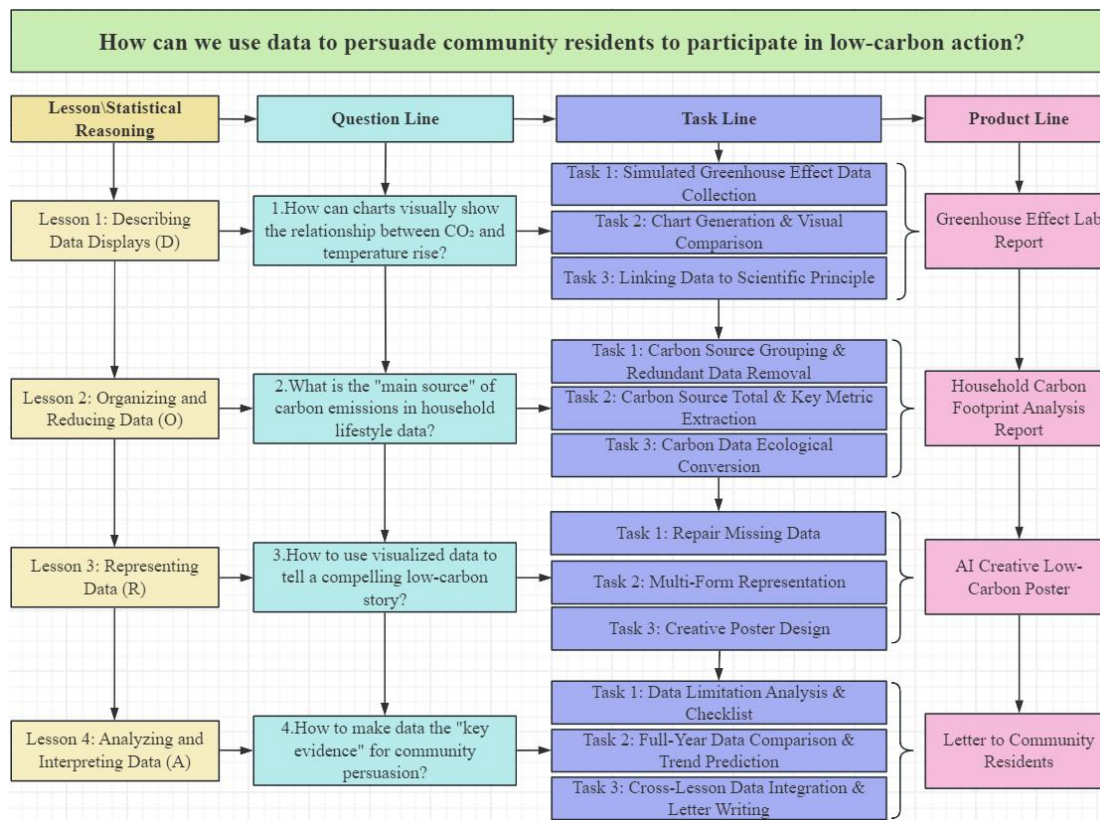 How can we use data to persuade community residents to participate in low-carbon action?
Lesson\Statistical
Reasoning
Question Line
Task Line
Product Line
Lesson 1: Describing
Data Displays (D)
1.How can charts visually show
the relationship between CO₂ and
temperature rise?
Task 1: Simulated Greenhouse Effect Data
Collection
Task 2: Chart Generation & Visual
Comparison
Task 3: Linking Data to Scientific Principle
Greenhouse Effect Lab
Report
Lesson 2: Organizing and
Reducing Data (O)
2.What is the "main source" of
carbon emissions in household
lifestyle data?
Task 1: Carbon Source Grouping &
Redundant Data Removal
Task 2: Carbon Source Total & Key Metric
Extraction
Task 3: Carbon Data Ecological
Conversion
Household Carbon
Footprint Analysis
Report
Lesson 3: Representing
Data (R)
3.How to use visualized data to
tell a compelling low-carbon
story?
Task 1: Repair Missing Data
Task 2: Multi-Form Representation
Task 3: Creative Poster Design
AI Creative Low-
Carbon Poster
Lesson 4: Analyzing and
Interpreting Data (A)
4.How to make data the "key
evidence" for community
persuasion?
Task 1: Data Limitation Analysis &
Checklist
Task 2: Full-Year Data Comparison &
Trend Prediction
Task 3: Cross-Lesson Data Integration &
Letter Writing
Letter to Community
Residents